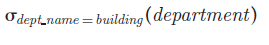 σdept_name = building(department)